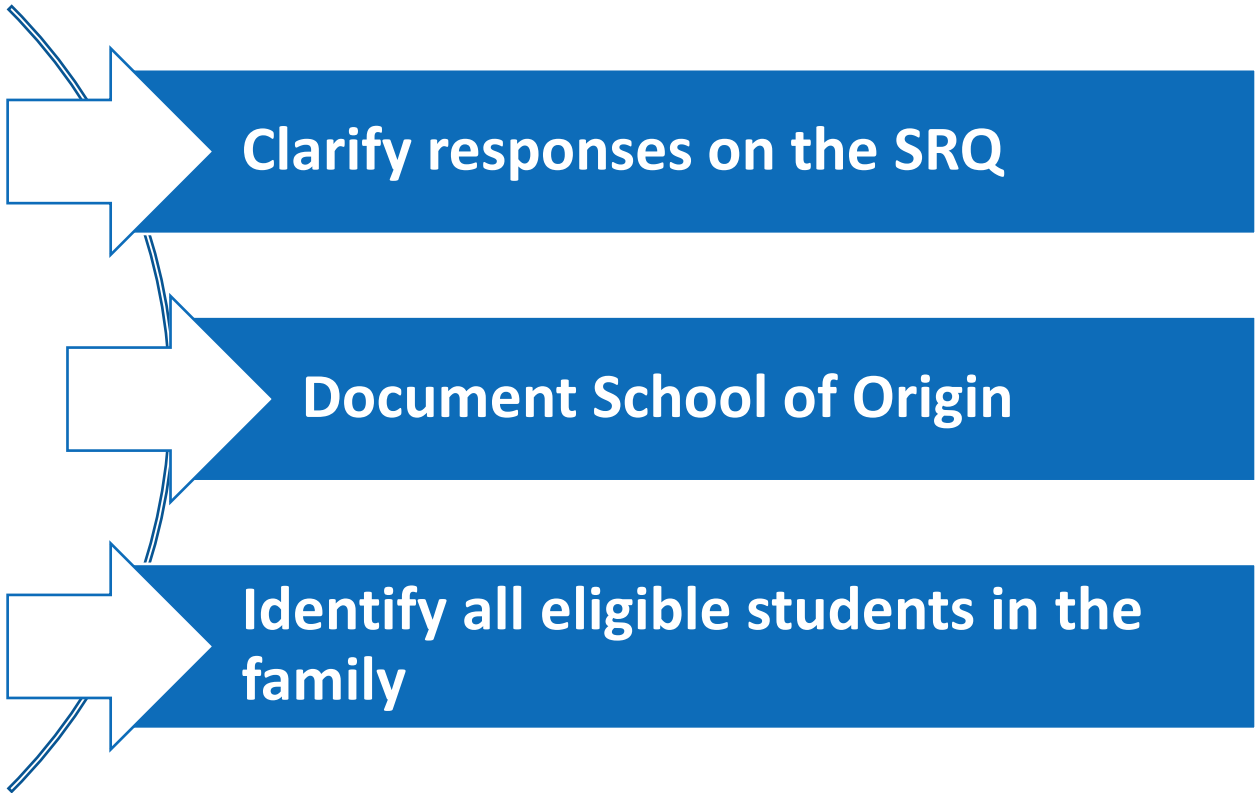 Clarify responses on the SRQ
Document School of Origin
Identify all eligible students in the
family